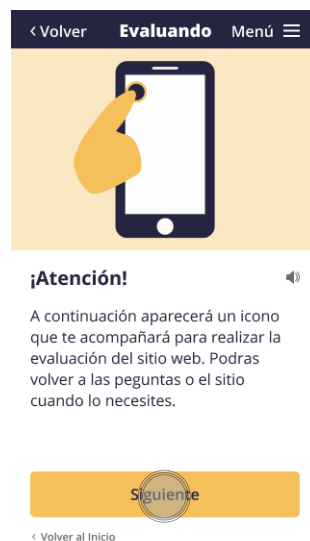 ‹ Volver Evaluando Menú
¡Atención!
A continuación aparecerá un icono
que te acompañará para realizar la
evaluación del sitio web. Podras
volver a las peguntas o el sitio
cuando lo necesites.
Siguiente
‹ Volver al Inicio